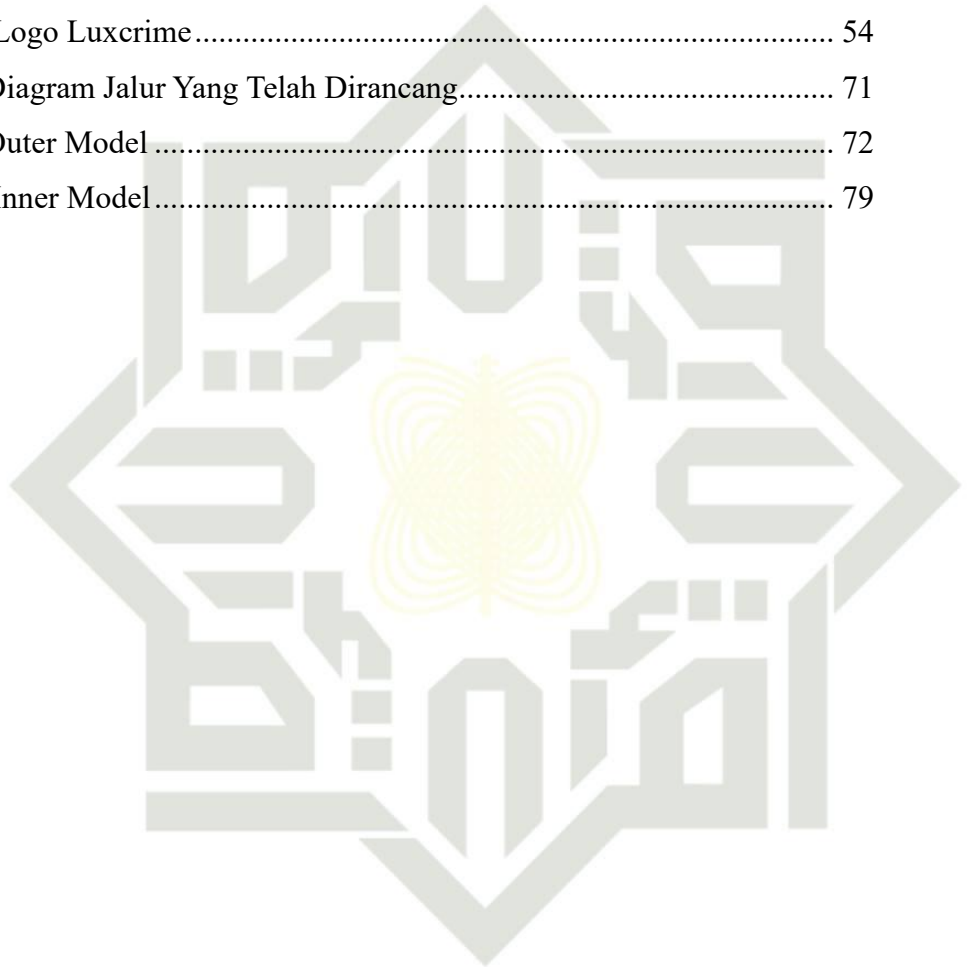 Logo Luxcrime................................................................................ 54
Diagram Jalur Yang Telah Dirancang............................................... 71
Outer Model ..................................................................................... 72
Inner Model ..................................................................................... 79